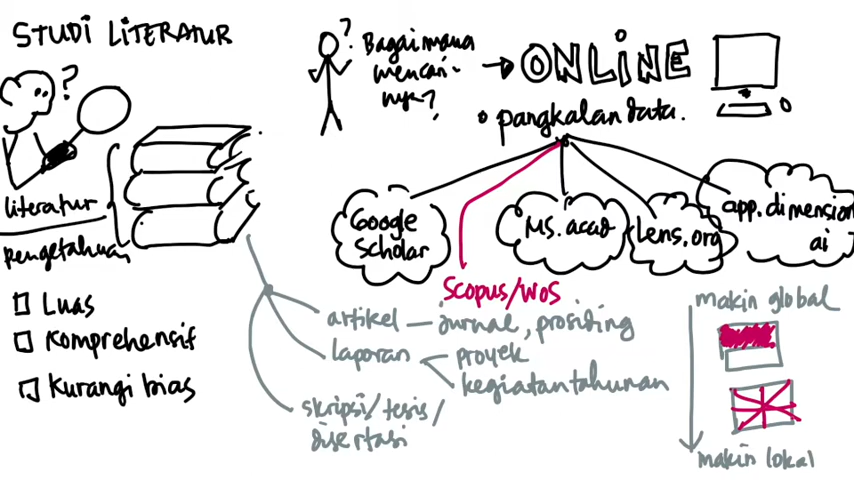 STUDI LITERATUR
?
literatur
pengetahuan
Luas
Komprehensif
Kurangi bias
?
Bagaimana
mencari-
nya?
ONLINE
pangkalan data.
Google
Scholar
Scopus/WoS
Ms. acad
Lens.org
app.dimension
ai
artikel — jurnal, prosiding
laporan
proyek
kegiatan tahunan
skripsi/tesis/
disertasi
makin global
makin lokal